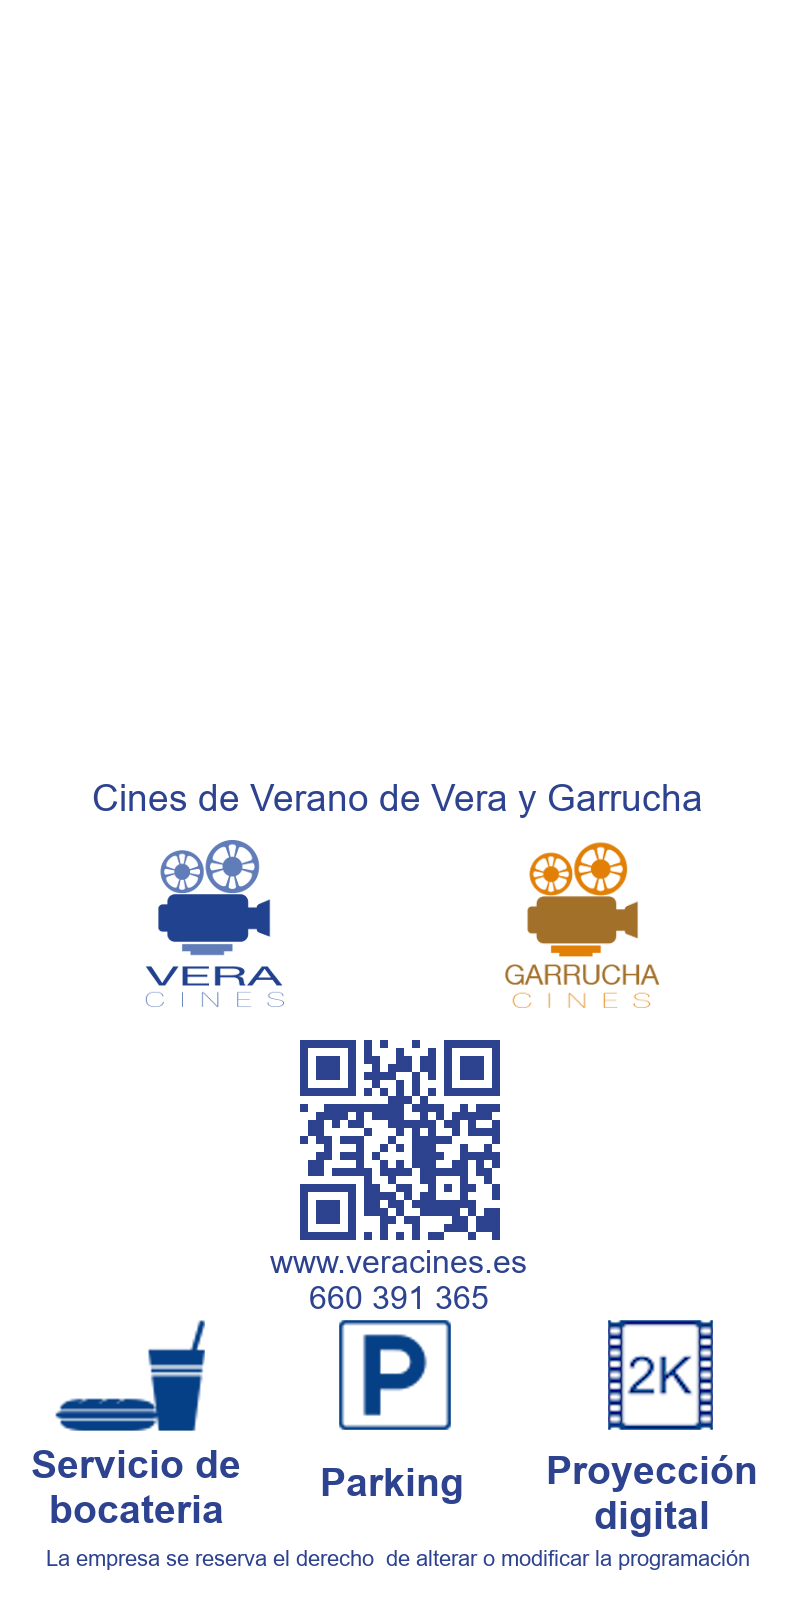 Cines de Verano de Vera y Garrucha
VERA
CINES
GARRUCHA
CINES
www.veracines.es
660 391 365
P
2K
Servicio de
bocateria
Parking
Proyección
digital
La empresa se reserva el derecho  de alterar o modificar la programación